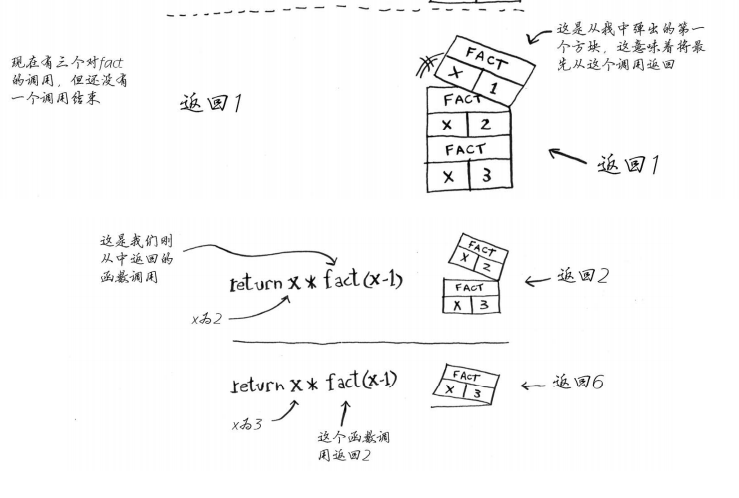 现在有三个对fact
的调用，但还没有
一个调用结束
返回1
这是从栈中弹出的第一
个方块，这意味着将最
先从这个调用返回
FACT
X 1
FACT
X 2
FACT
X 3
返回1
这是我们刚
从中返回的
函数调用
return x * fact(x-1)
x为2
FACT
X 2
FACT
X 3
返回2
return x * fact(x-1)
x为3
这个函数调
用返回2
FACT
X 3
返回6